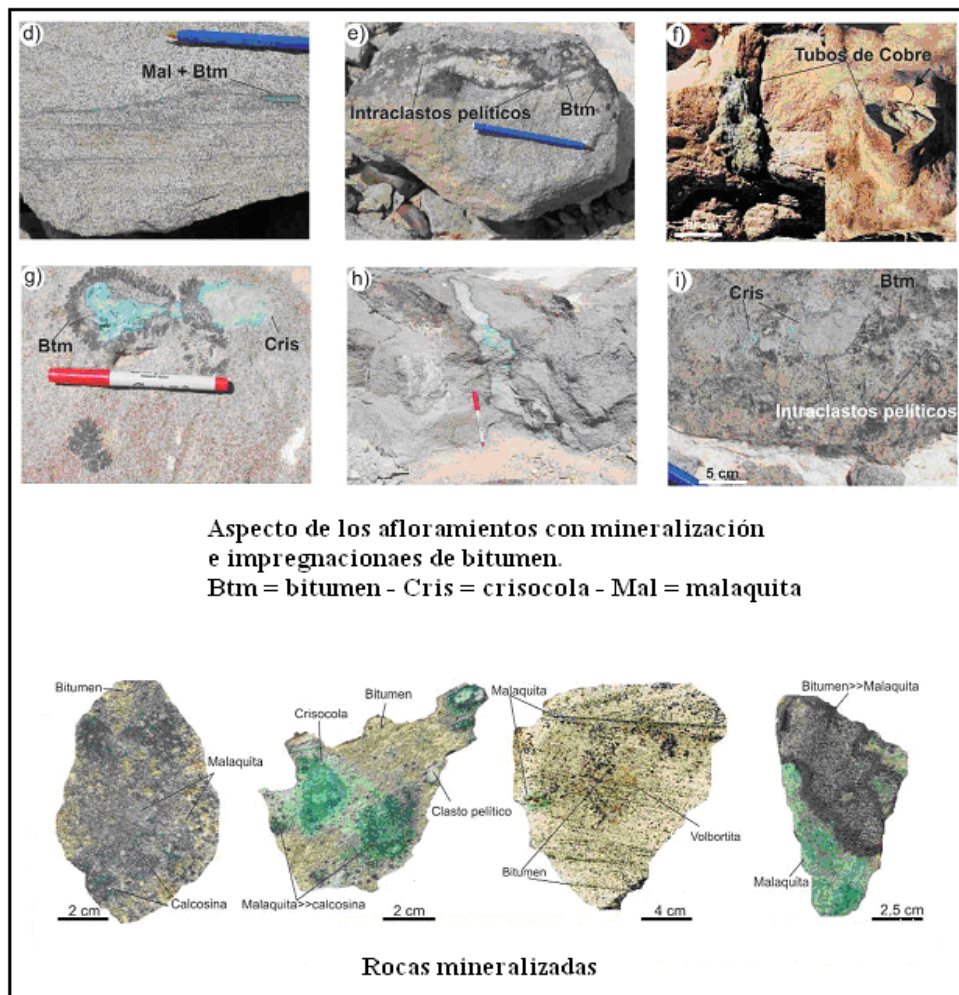 d)
Mal + Btm
e)
Intraclastos pelíticos
Btm
f)
Tubos de Cobre
g)
Btm
Cris
h)
i)
Cris
Btm
Intraclastos pelíticos
5 cm
Aspecto de los afloramientos con mineralización
e impregnacionaes de bitumen.
Btm = bitumen - Cris = crisocola - Mal = malaquita
Bitumen
Malaquita
Calcosina
2 cm
Crisocola
Bitumen
Clasto pelítico
Malaquita>>calcosina
2 cm
Malaquita
Volbortita
Bitumen
4 cm
Bitumen>>Malaquita
Malaquita
2.5 cm
Rocas mineralizadas